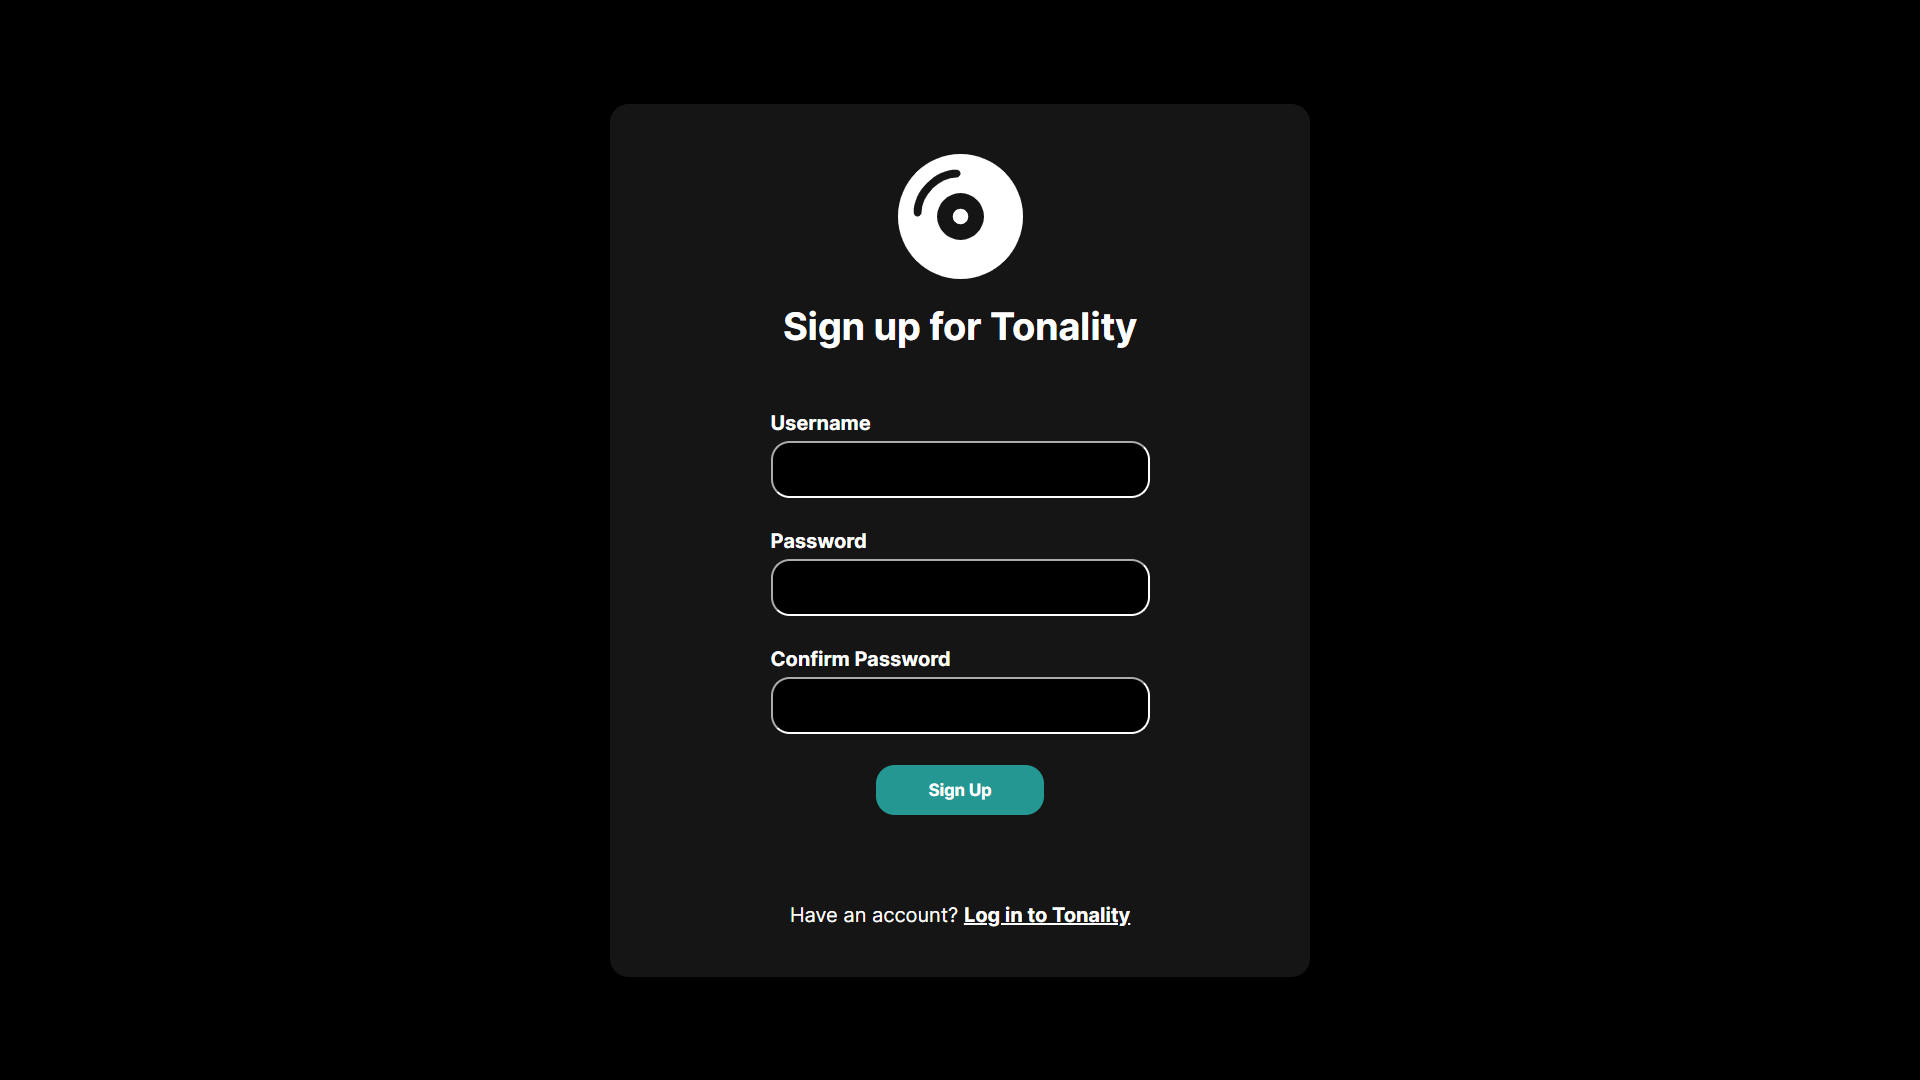 Sign up for Tonality
Username
Password
Confirm Password
Sign Up
Have an account? Log in to Tonality